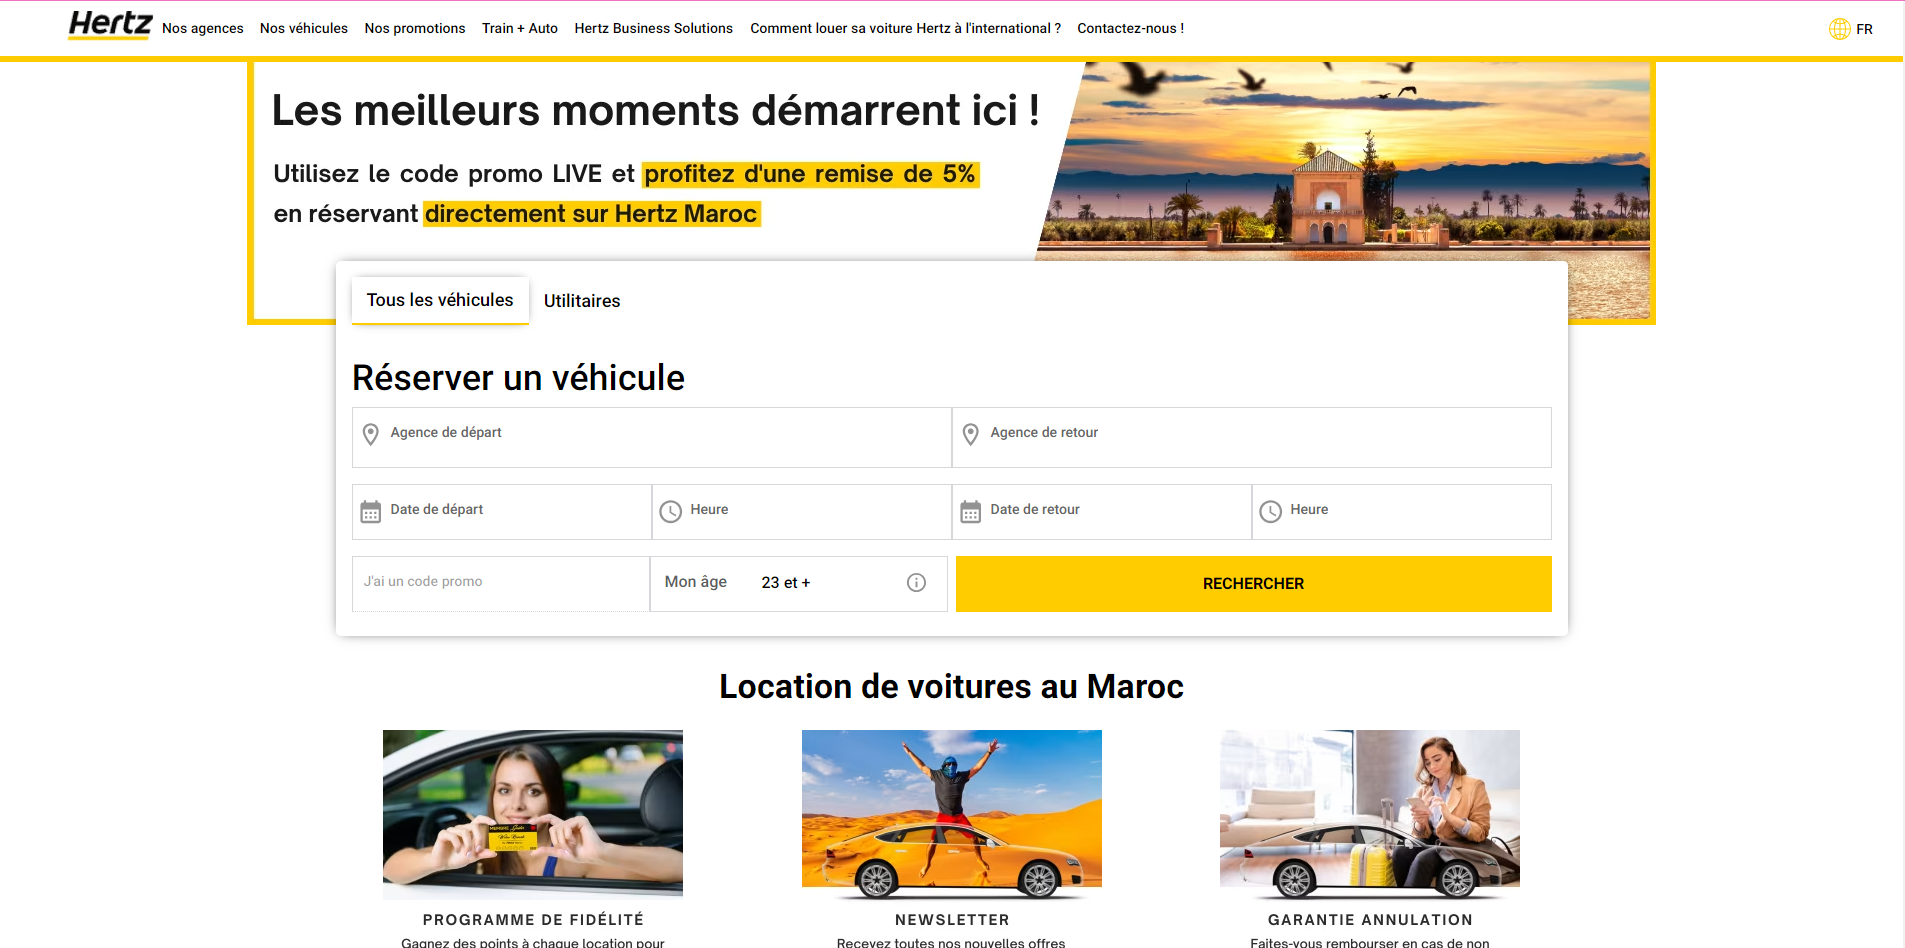 Hertz
Nos agences Nos véhicules Nos promotions Train + Auto Hertz Business Solutions Comment louer sa voiture Hertz à l'international ? Contactez-nous !
FR
Les meilleurs moments démarrent ici !
Utilisez le code promo LIVE et profitez d'une remise de 5%
en réservant directement sur Hertz Maroc
Tous les véhicules Utilitaires
Réserver un véhicule
Agence de départ Agence de retour
Date de départ Heure Date de retour Heure
J'ai un code promo Mon âge 23 et + RECHERCHER
Location de voitures au Maroc
PROGRAMME DE FIDÉLITÉ
Gagnez des points à chaque location pour
NEWSLETTER
Recevez toutes nos nouvelles offres
GARANTIE ANNULATION
Faites-vous rembourser en cas de non